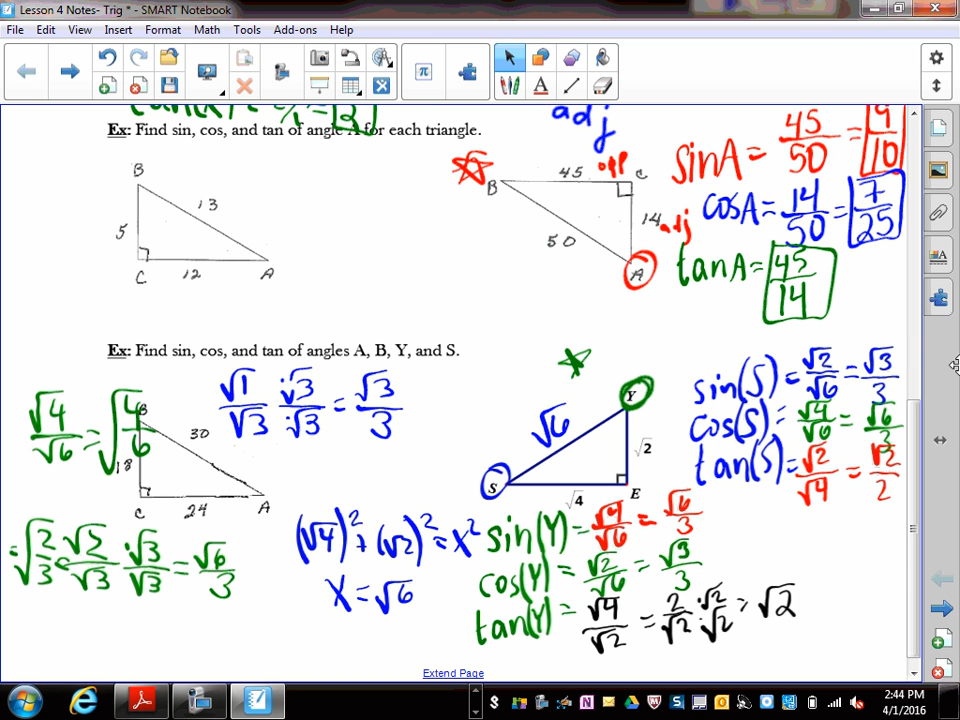 Lesson 4 Notes- Trig * - SMART Notebook
File Edit View Insert Format Math Tools Add-ons Help
adj
Ex: Find sin, cos, and tan of angle A for each triangle.
B
13
5
C
12
A
B
45
opp
C
14
adj
50
A
sinA = 45/50 = 9/10
cosA = 14/50 = 7/25
tanA = 45/14
Ex: Find sin, cos, and tan of angles A, B, Y, and S.
√4/√6 = √4/6
√1/√3 · √3/√3 = √3/3
B
30
18
C
24
A
= √2/3 = √2/√3 · √3/√3 = √6/3
(√4)² + (√2)² = x²
x = √6
Y
√6
√2
S
√4
E
sin(S) = √2/√6 = √3/3
cos(S) = √4/√6 = √6/3
tan(S) = √2/√4 = √2/2
sin(Y) = √4/√6 = √6/3
cos(Y) = √2/√6 = √3/3
tan(Y) = √4/√2 = 2/√2 · √2/√2 = √2
Extend Page
2:44 PM
4/1/2016